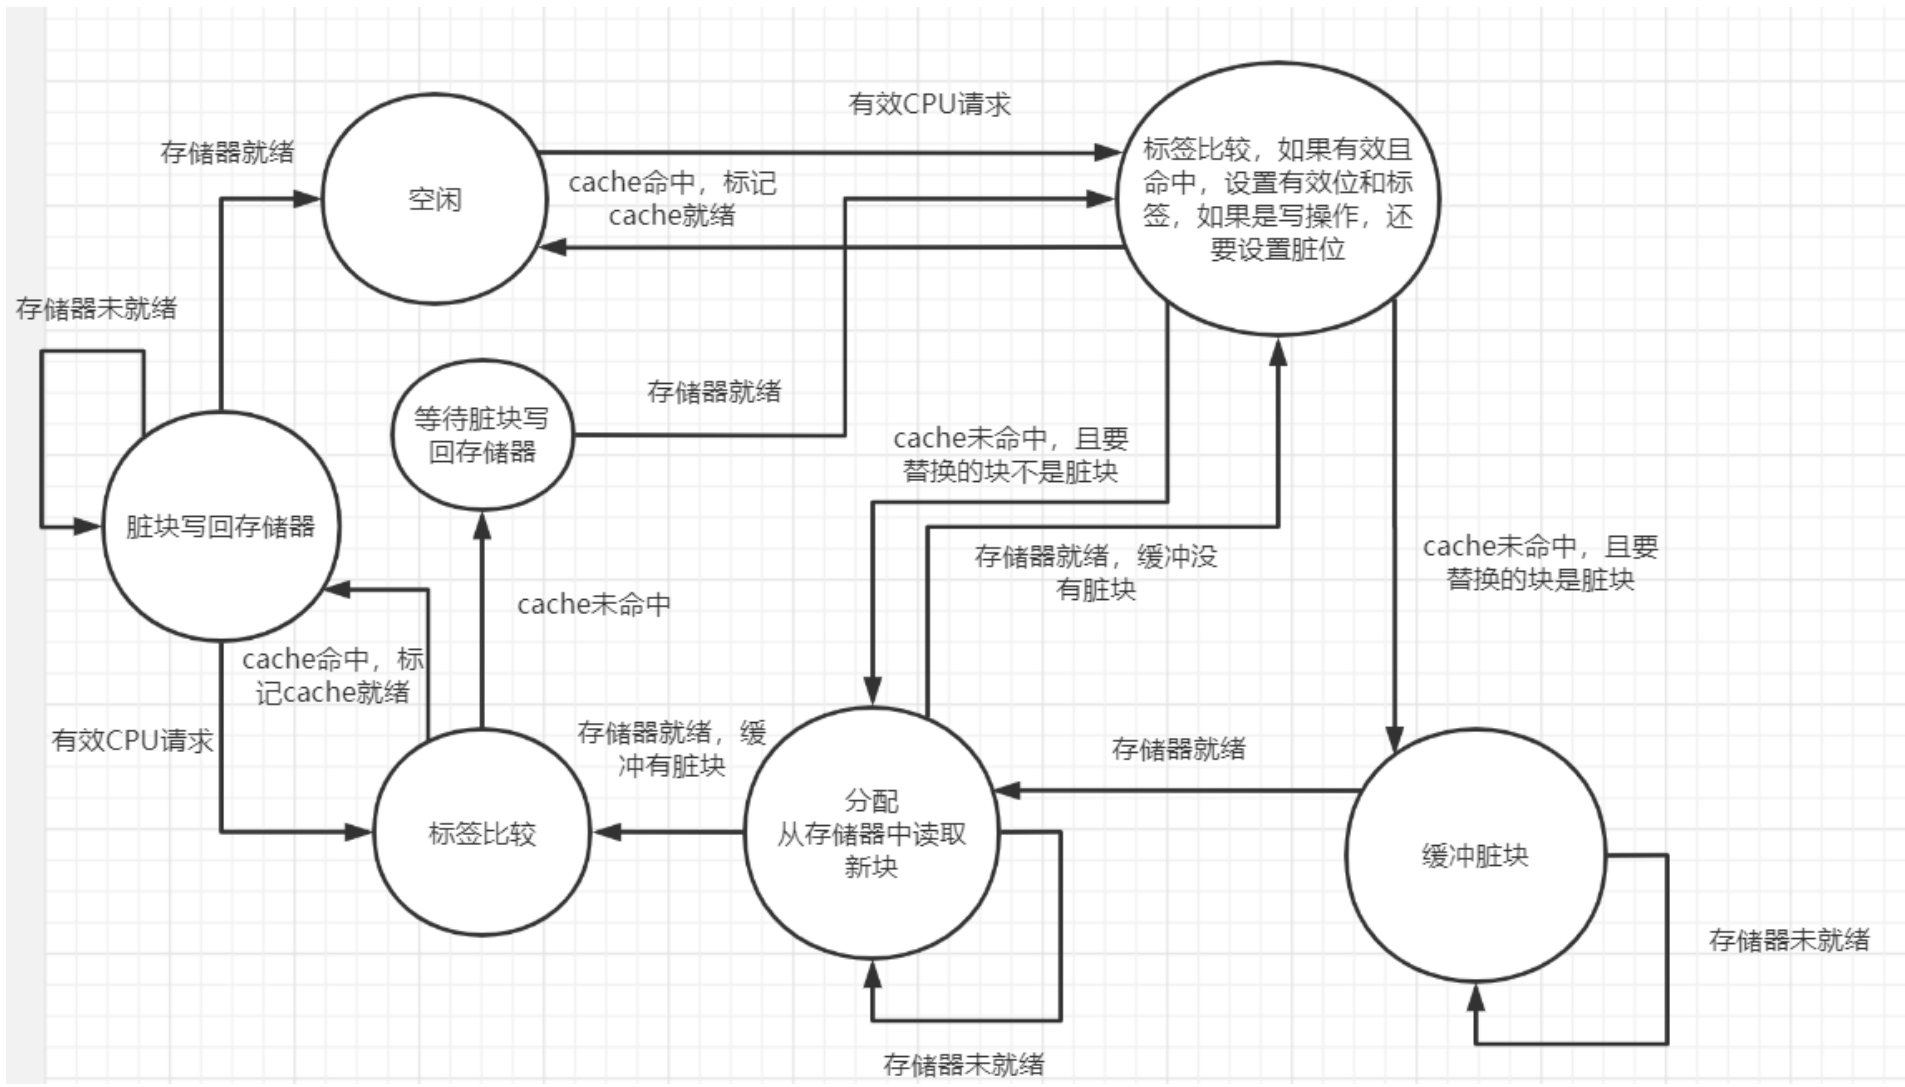 有效CPU请求
存储器就绪
空闲
cache命中，标记
cache就绪
标签比较，如果有效且
命中，设置有效位和标
签，如果是写操作，还
要设置脏位
存储器未就绪
等待脏块写
回存储器
存储器就绪
cache未命中，且要
替换的块不是脏块
脏块写回存储器
存储器就绪，缓冲没
有脏块
cache未命中，且要
替换的块是脏块
cache未命中
cache命中，标
记cache就绪
有效CPU请求
存储器就绪，缓
冲有脏块
存储器就绪
标签比较
分配
从存储器中读取
新块
缓冲脏块
存储器未就绪
存储器未就绪